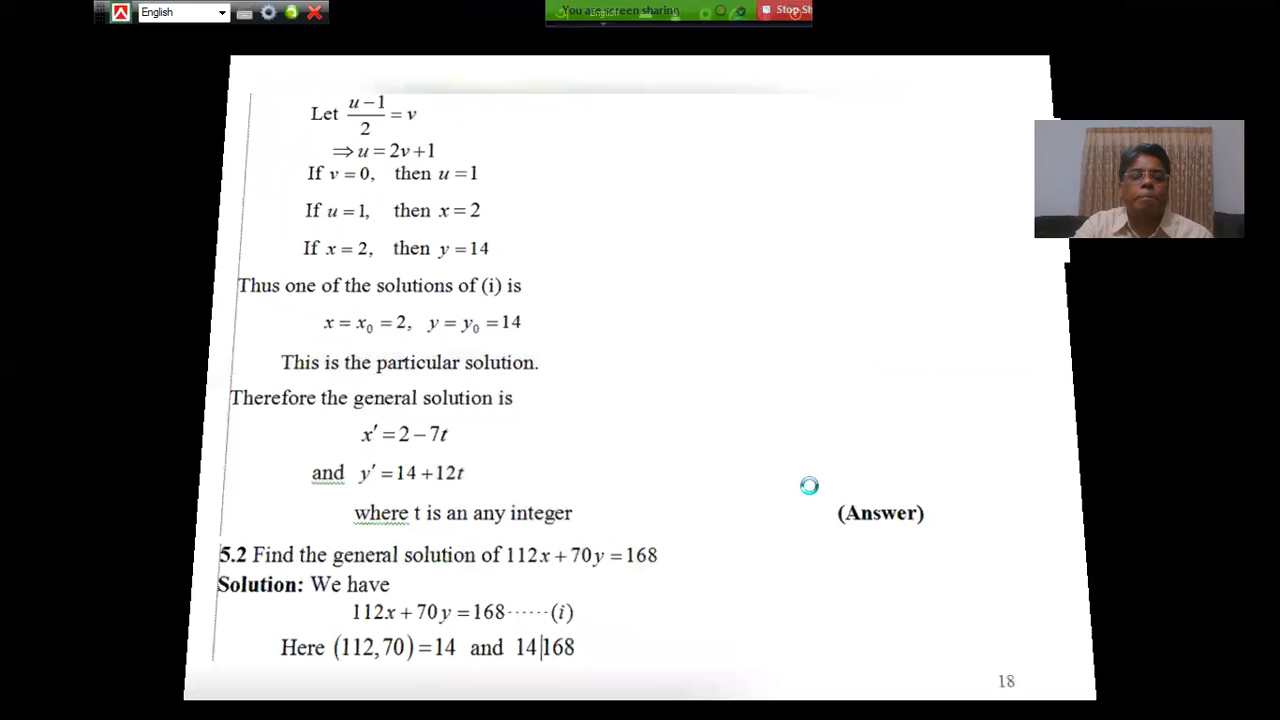 English
You are screen sharing
Stop Sh
Let u−1/2 = v
⇒ u = 2v+1
If v = 0, then u = 1
If u = 1, then x = 2
If x = 2, then y = 14
Thus one of the solutions of (i) is
x = x₀ = 2, y = y₀ = 14
This is the particular solution.
Therefore the general solution is
x′ = 2 − 7t
and y′ = 14 + 12t
where t is an any integer
(Answer)
5.2 Find the general solution of 112x + 70y = 168
Solution: We have
112x + 70y = 168 ······(i)
Here (112, 70) = 14 and 14|168
18